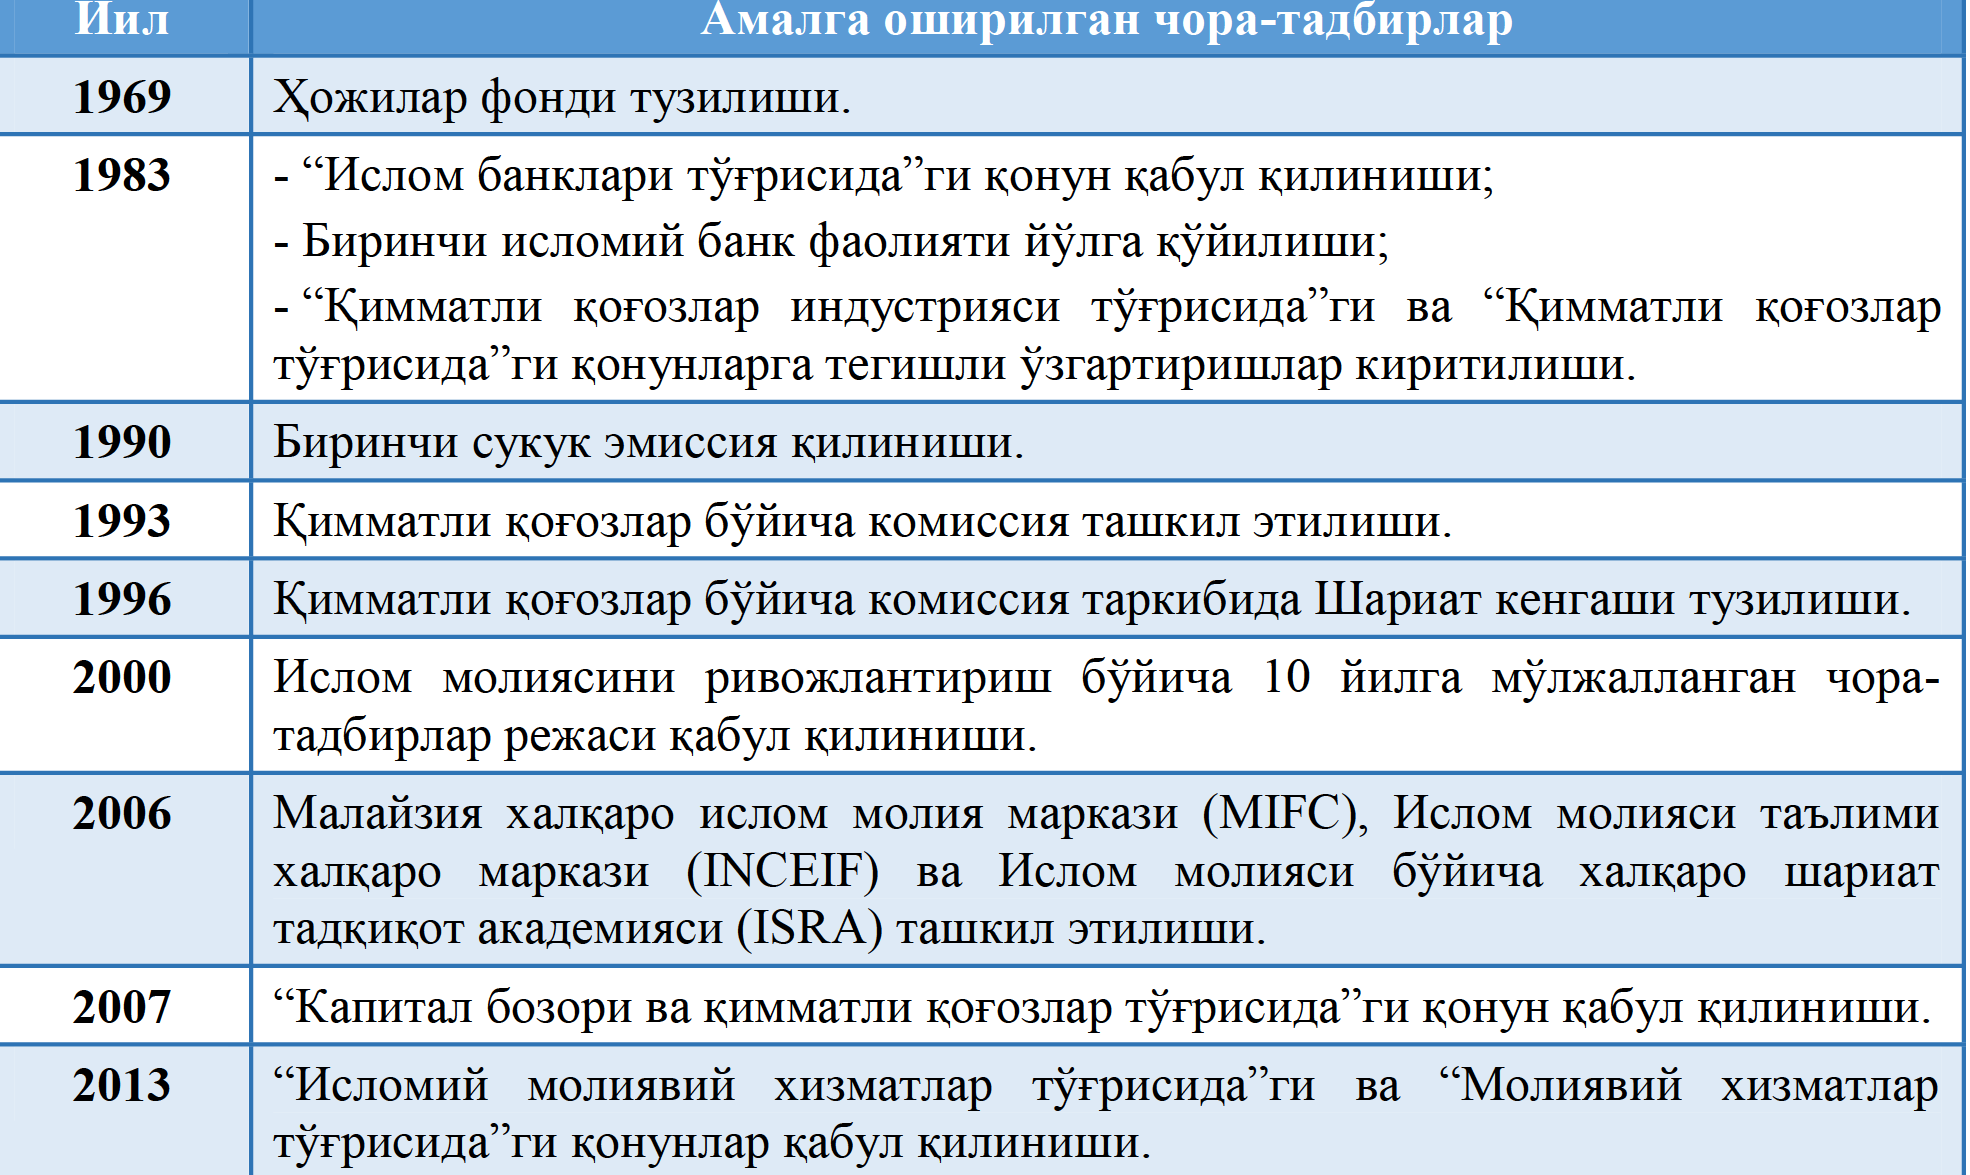 Йил Амалга оширилган чора-тадбирлар
1969 Ҳожилар фонди тузилиши.
1983 - “Ислом банклари тўғрисида”ги қонун қабул қилиниши;
- Биринчи исломий банк фаолияти йўлга қўйилиши;
- “Қимматли қоғозлар индустрияси тўғрисида”ги ва “Қимматли қоғозлар
тўғрисида”ги қонунларга тегишли ўзгартиришлар киритилиши.
1990 Биринчи сукук эмиссия қилиниши.
1993 Қимматли қоғозлар бўйича комиссия ташкил этилиши.
1996 Қимматли қоғозлар бўйича комиссия таркибида Шариат кенгаши тузилиши.
2000 Ислом молиясини ривожлантириш бўйича 10 йилга мўлжалланган чора-
тадбирлар режаси қабул қилиниши.
2006 Малайзия халқаро ислом молия маркази (MIFC), Ислом молияси таълими
халқаро маркази (INCEIF) ва Ислом молияси бўйича халқаро шариат
тадқиқот академияси (ISRA) ташкил этилиши.
2007 “Капитал бозори ва қимматли қоғозлар тўғрисида”ги қонун қабул қилиниши.
2013 “Исломий молиявий хизматлар тўғрисида”ги ва “Молиявий хизматлар
тўғрисида”ги қонунлар қабул қилиниши.